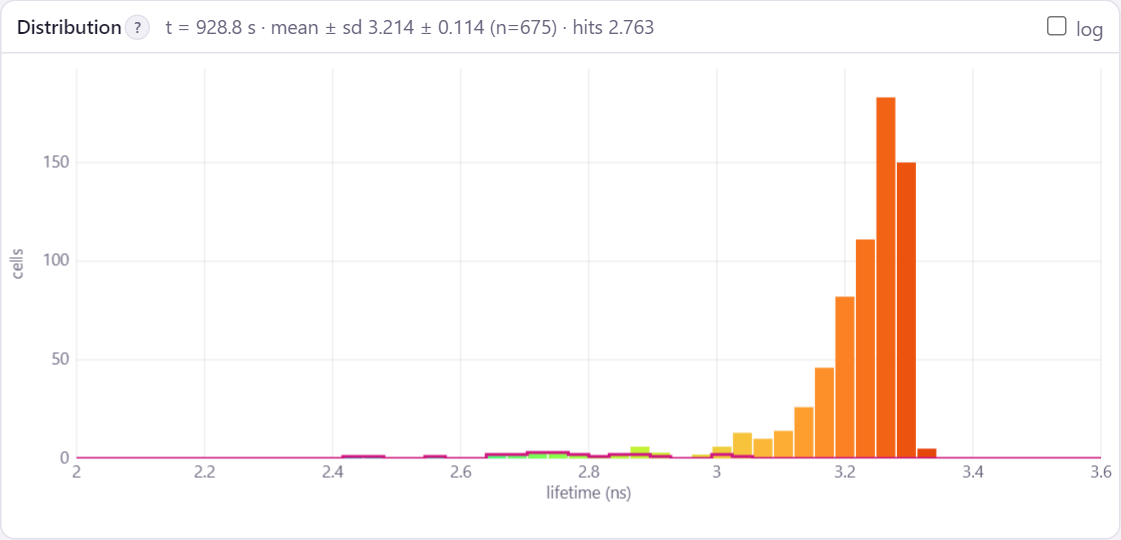 Distribution ? t = 928.8 s · mean ± sd 3.214 ± 0.114 (n=675) · hits 2.763 log
150
100
50
0
cells
2 2.2 2.4 2.6 2.8 3 3.2 3.4 3.6
lifetime (ns)